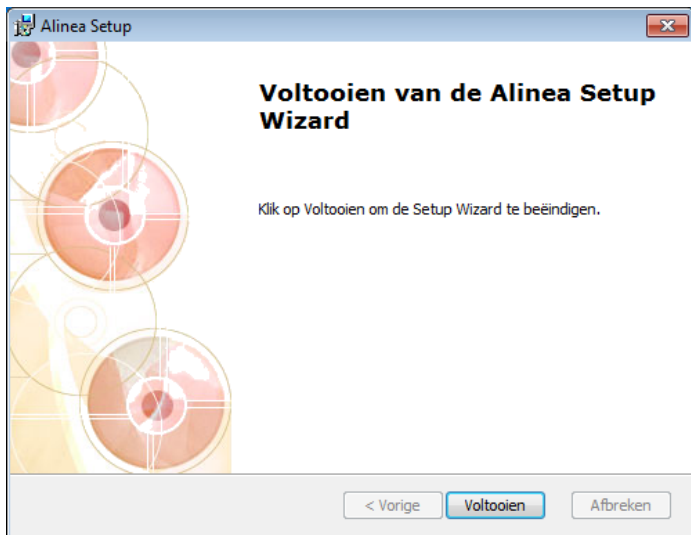 Alinea Setup
Voltooien van de Alinea Setup
Wizard
Klik op Voltooien om de Setup Wizard te beëindigen.
< Vorige
Voltooien
Afbreken